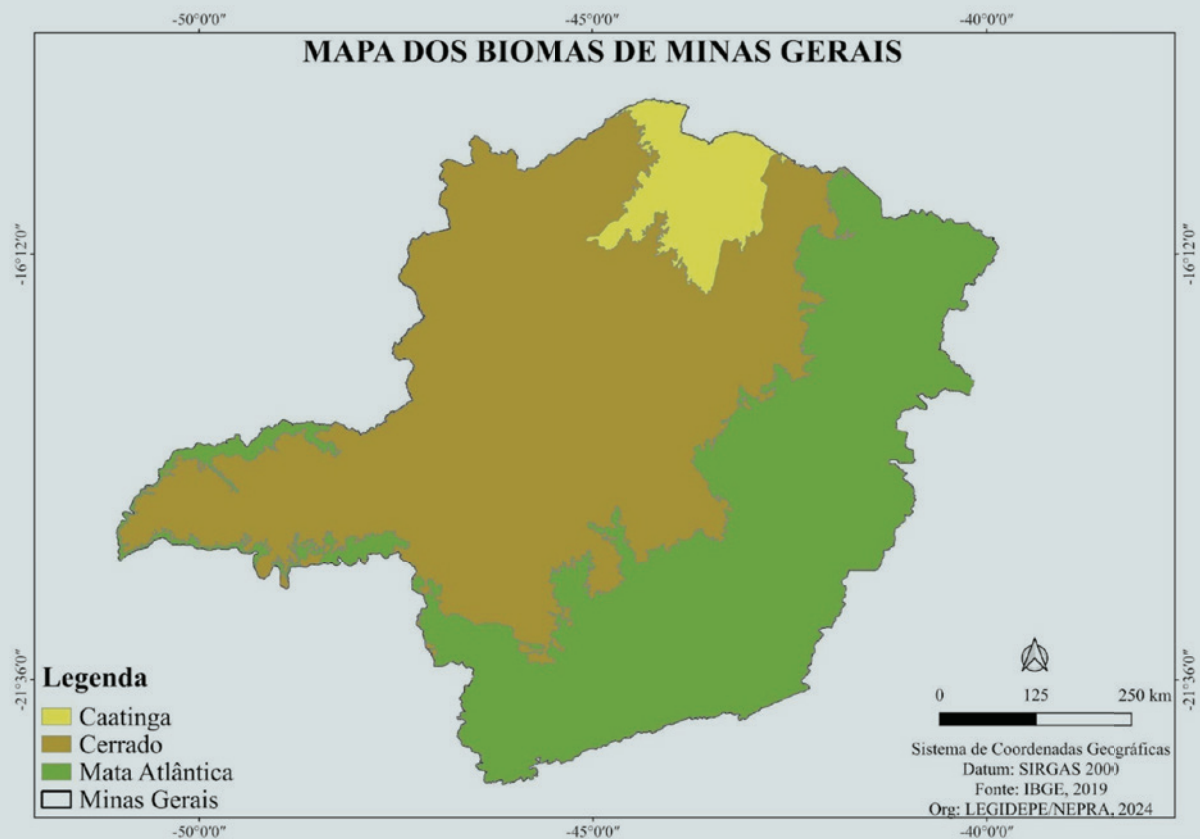 -50°0'0"
-45°0'0"
-40°0'0"
MAPA DOS BIOMAS DE MINAS GERAIS
-16°12'0"
-16°12'0"
-21°36'0"
-21°36'0"
Legenda
Caatinga
Cerrado
Mata Atlântica
Minas Gerais
0 125 250 km
Sistema de Coordenadas Geográficas
Datum: SIRGAS 2000
Fonte: IBGE, 2019
Org: LEGIDEPE/NEPRA, 2024
-50°0'0"
-45°0'0"
-40°0'0"